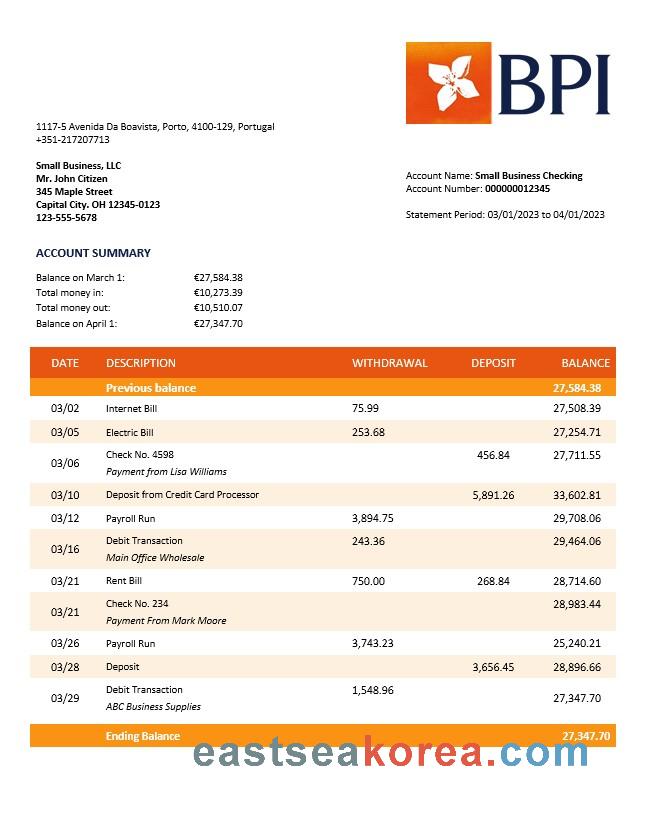 BPI
1117-5 Avenida Da Boavista, Porto, 4100-129, Portugal
+351-217207713
Small Business, LLC
Mr. John Citizen
345 Maple Street
Capital City. OH 12345-0123
123-555-5678
Account Name: Small Business Checking
Account Number: 000000012345
Statement Period: 03/01/2023 to 04/01/2023
ACCOUNT SUMMARY
Balance on March 1: €27,584.38
Total money in: €10,273.39
Total money out: €10,510.07
Balance on April 1: €27,347.70
DATE DESCRIPTION WITHDRAWAL DEPOSIT BALANCE
Previous balance 27,584.38
03/02 Internet Bill 75.99 27,508.39
03/05 Electric Bill 253.68 27,254.71
03/06 Check No. 4598 456.84 27,711.55
Payment from Lisa Williams
03/10 Deposit from Credit Card Processor 5,891.26 33,602.81
03/12 Payroll Run 3,894.75 29,708.06
03/16 Debit Transaction 243.36 29,464.06
Main Office Wholesale
03/21 Rent Bill 750.00 268.84 28,714.60
03/21 Check No. 234 28,983.44
Payment From Mark Moore
03/26 Payroll Run 3,743.23 25,240.21
03/28 Deposit 3,656.45 28,896.66
03/29 Debit Transaction 1,548.96 27,347.70
ABC Business Supplies
Ending Balance 27,347.70
eastseakorea.com